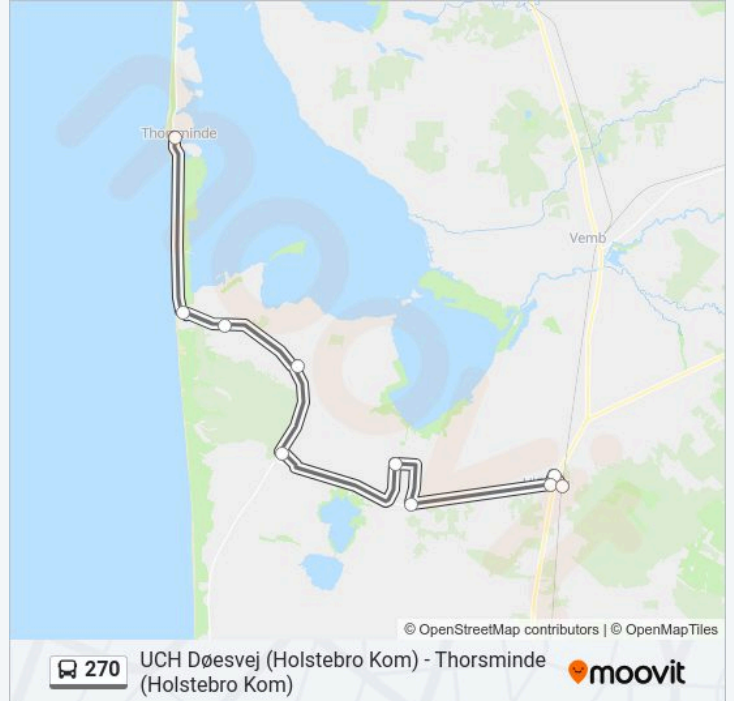 Thorsminde
Vemb
© OpenStreetMap contributors | © OpenMapTiles
270
UCH Døesvej (Holstebro Kom) - Thorsminde
(Holstebro Kom)
moovit